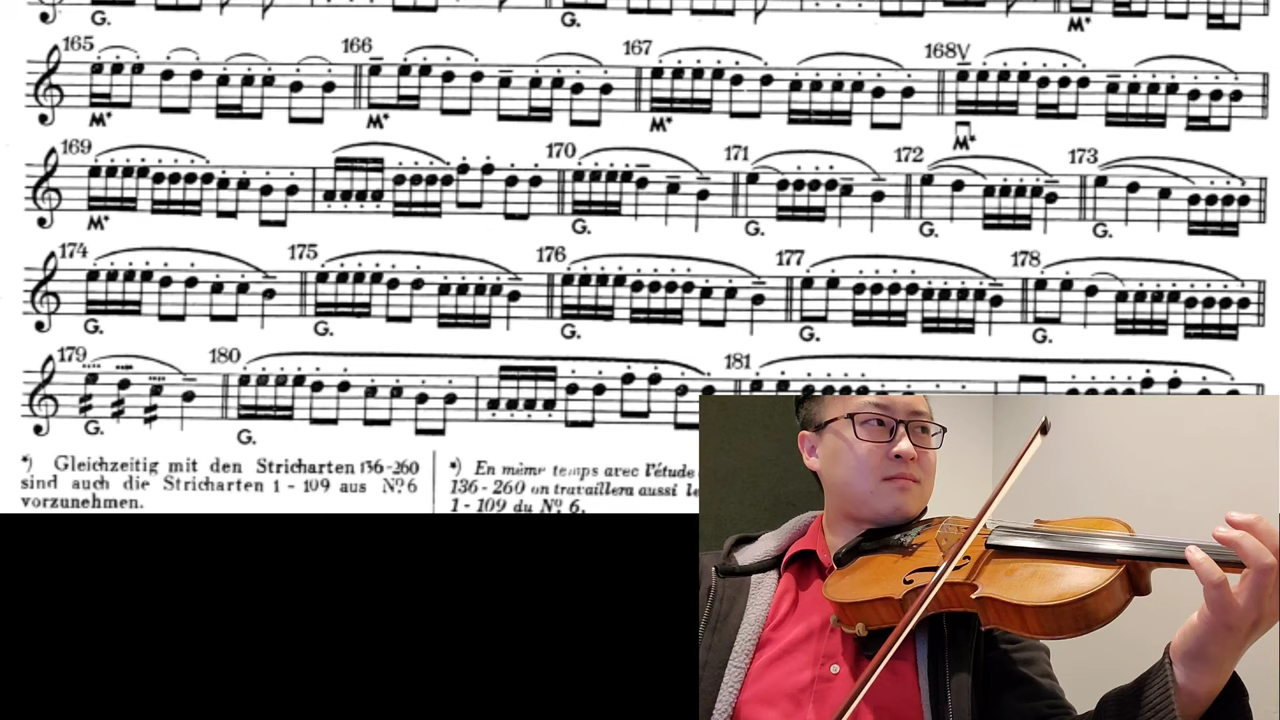 G. G. M*
165 166 167 168V
M* M* M* M*
169 170 171 172 173
M* G. G. G. G.
174 175 176 177 178
G. G. G. G. G.
179 180 181
G. G.
*) Gleichzeitig mit den Stricharten 136-260
sind auch die Stricharten 1 - 109 aus Nº 6
vorzunehmen.
*) En même temps avec l'étude
136 - 260 on travaillera aussi le
1 - 109 du Nº 6.